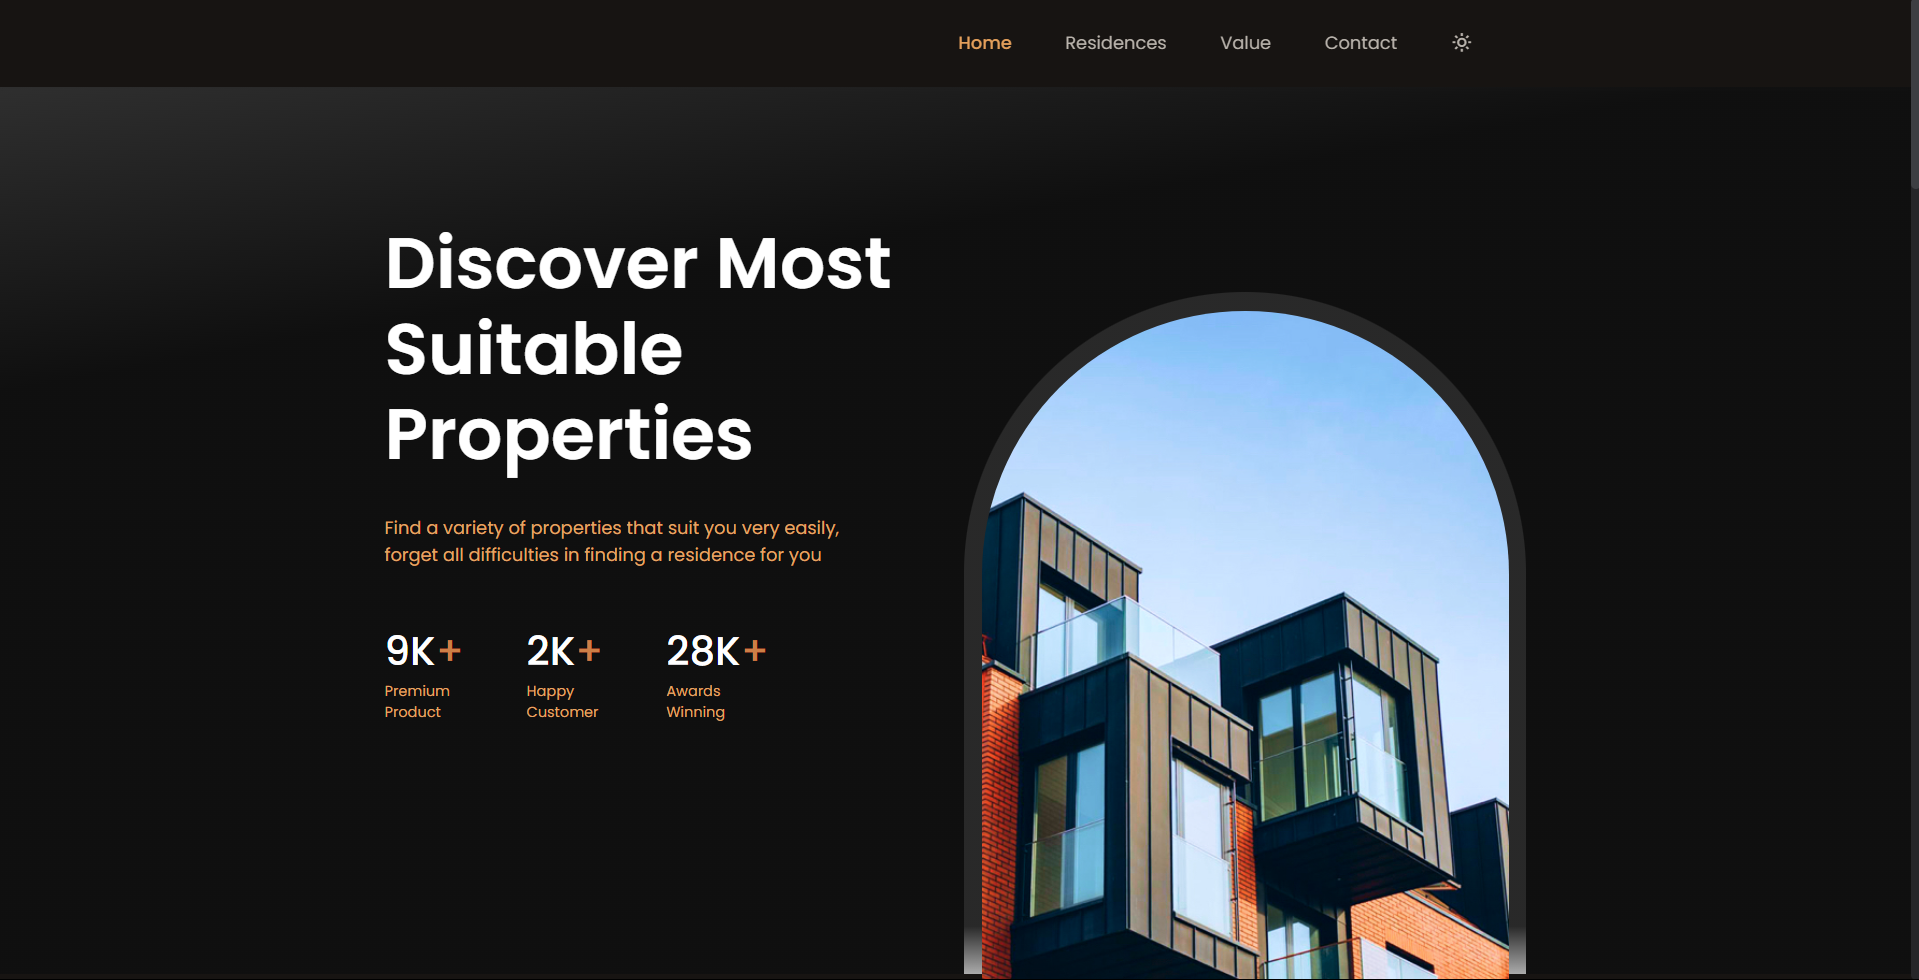 Home Residences Value Contact
Discover Most
Suitable
Properties
Find a variety of properties that suit you very easily,
forget all difficulties in finding a residence for you
9K+ 2K+ 28K+
Premium Happy Awards
Product Customer Winning